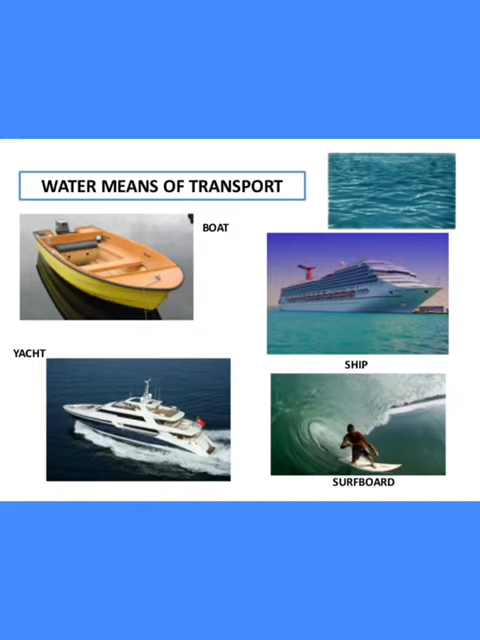 WATER MEANS OF TRANSPORT
BOAT
YACHT
SHIP
SURFBOARD